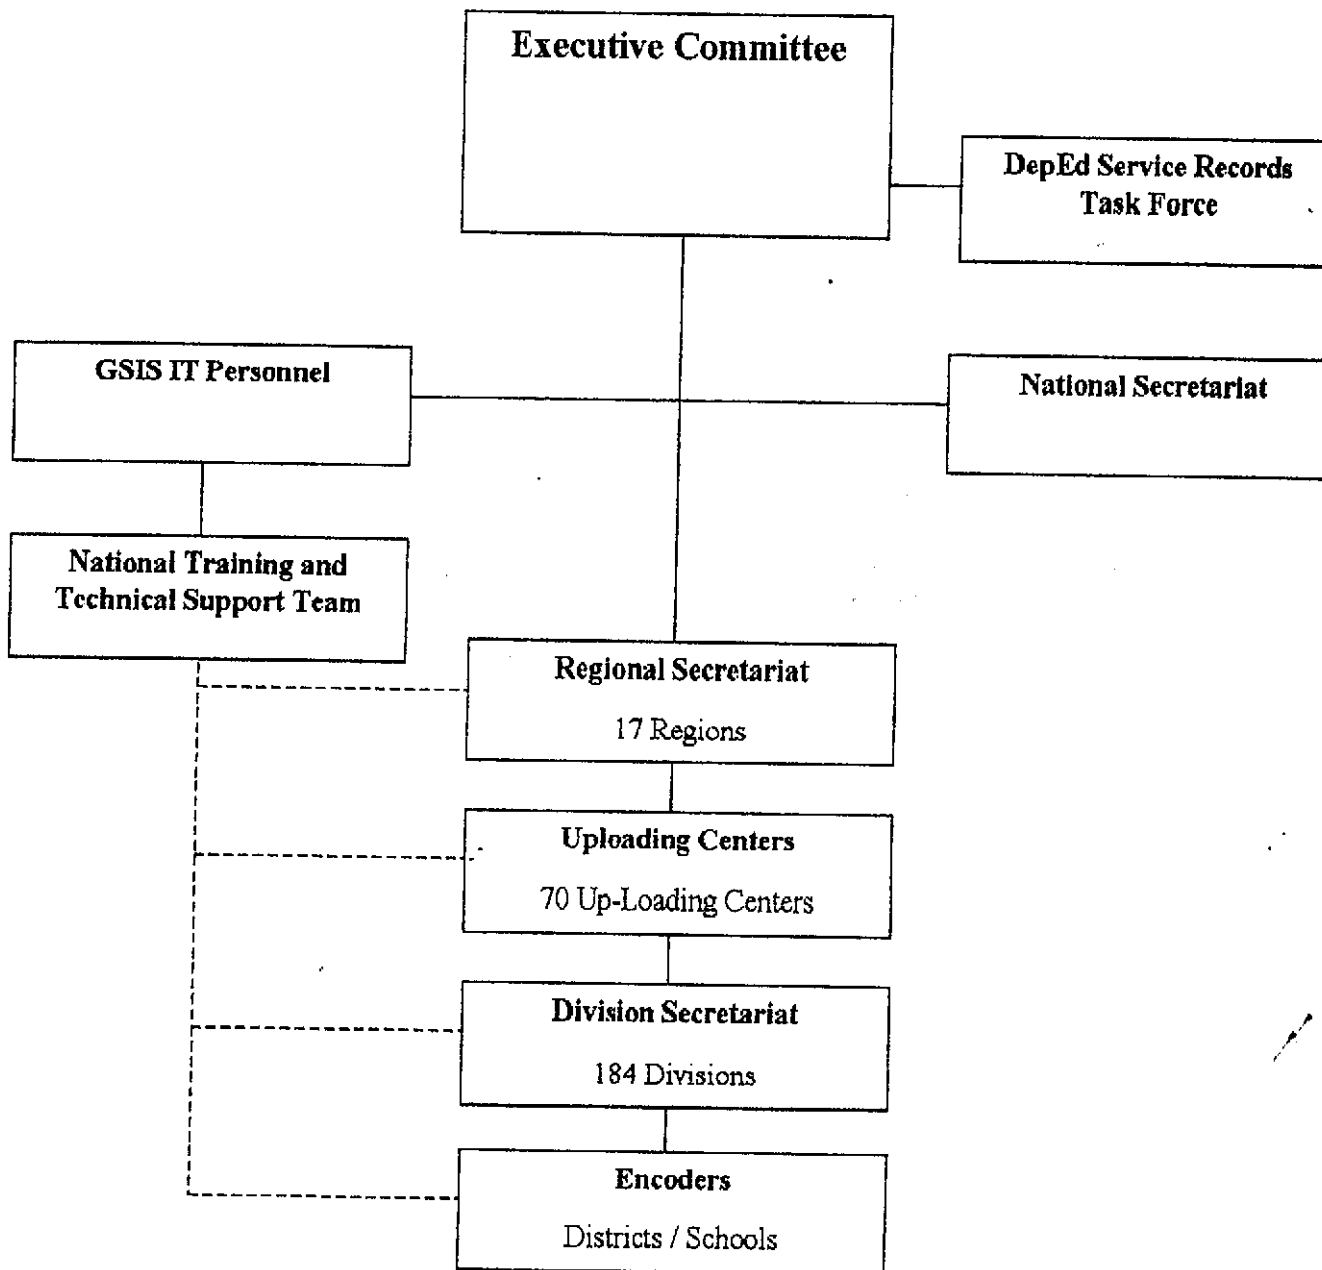 Executive Committee
DepEd Service Records
Task Force
GSIS IT Personnel
National Secretariat
National Training and
Technical Support Team
Regional Secretariat
17 Regions
Uploading Centers
70 Up-Loading Centers
Division Secretariat
184 Divisions
Encoders
Districts / Schools